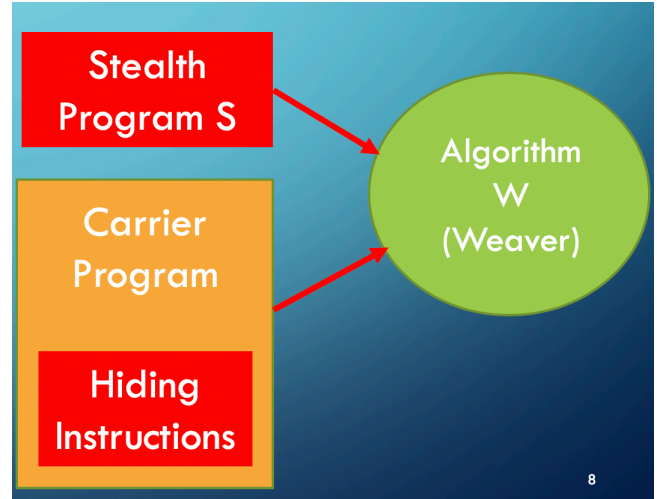 Stealth
Program S
Algorithm
W
(Weaver)
Carrier
Program
Hiding
Instructions
8